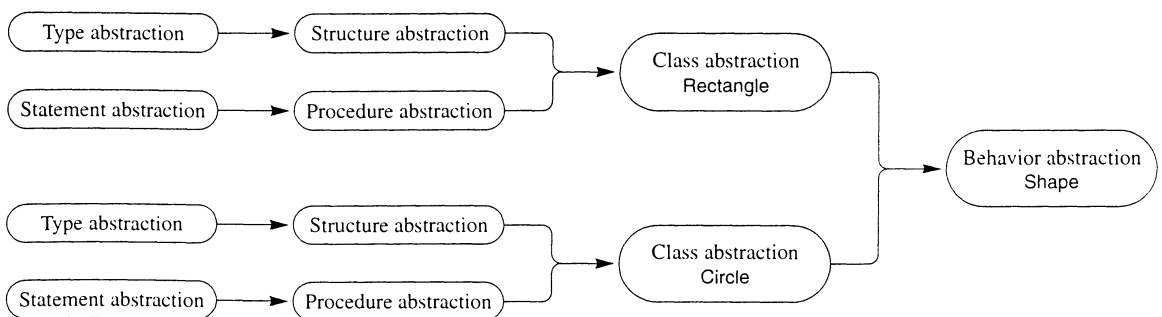 Type abstraction
Structure abstraction
Statement abstraction
Procedure abstraction
Class abstraction
Rectangle
Type abstraction
Structure abstraction
Statement abstraction
Procedure abstraction
Class abstraction
Circle
Behavior abstraction
Shape